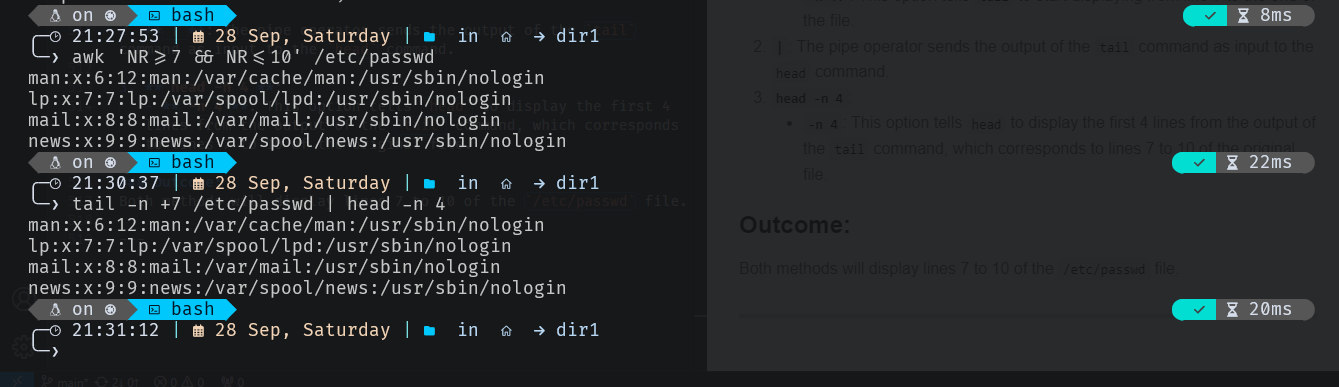 on bash 8ms
21:27:53 | 28 Sep, Saturday | in → dir1
❯ awk 'NR>=7 && NR<=10' /etc/passwd
man:x:6:12:man:/var/cache/man:/usr/sbin/nologin
lp:x:7:7:lp:/var/spool/lpd:/usr/sbin/nologin
mail:x:8:8:mail:/var/mail:/usr/sbin/nologin
news:x:9:9:news:/var/spool/news:/usr/sbin/nologin
on bash 22ms
21:30:37 | 28 Sep, Saturday | in → dir1
❯ tail -n +7 /etc/passwd | head -n 4
man:x:6:12:man:/var/cache/man:/usr/sbin/nologin
lp:x:7:7:lp:/var/spool/lpd:/usr/sbin/nologin
mail:x:8:8:mail:/var/mail:/usr/sbin/nologin
news:x:9:9:news:/var/spool/news:/usr/sbin/nologin
on bash 20ms
21:31:12 | 28 Sep, Saturday | in → dir1
❯
the file
2. | The pipe operator sends the output of the tail command as input to the
head command
3. head -n 4
• -n 4 This option tells head to display the first 4 lines from the output of
the tail command, which corresponds to lines 7 to 10 of the original
file
Outcome:
Both methods will display lines 7 to 10 of the /etc/passwd file
main*